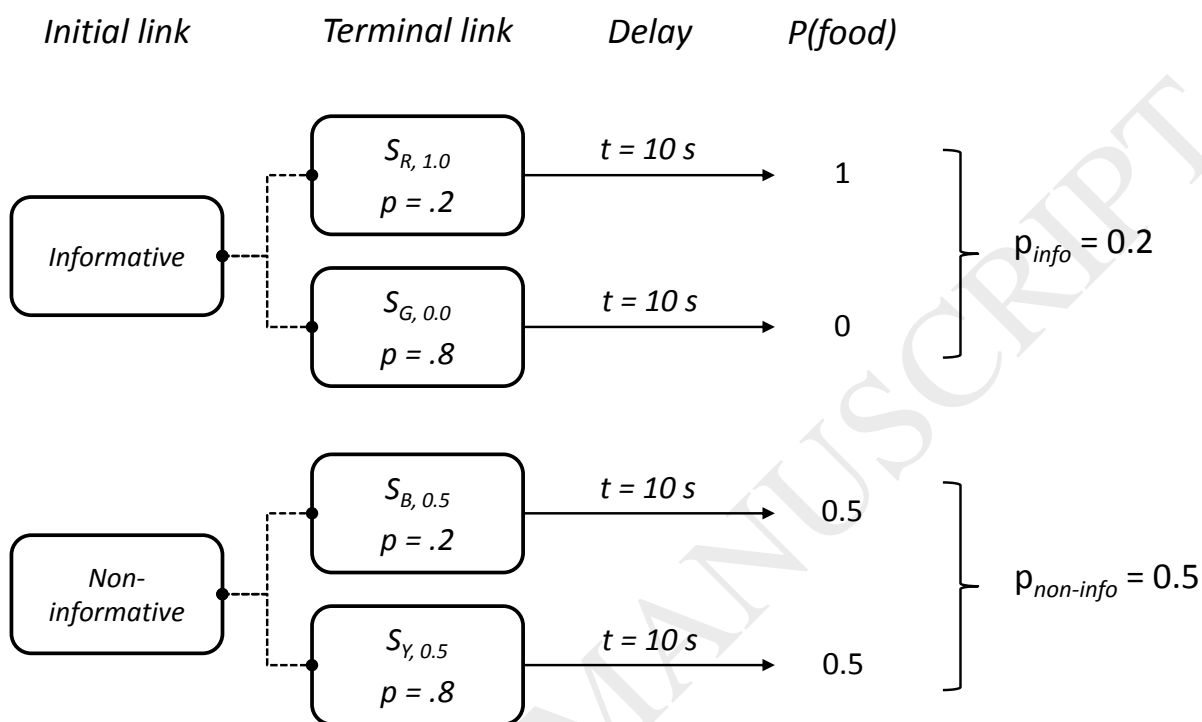 Initial link Terminal link Delay P(food)
S_R, 1.0
p = .2
t = 10 s
1
Informative
S_G, 0.0
p = .8
t = 10 s
0
p_info = 0.2
S_B, 0.5
p = .2
t = 10 s
0.5
Non-
informative
S_Y, 0.5
p = .8
t = 10 s
0.5
p_non-info = 0.5
MANUSCRIPT